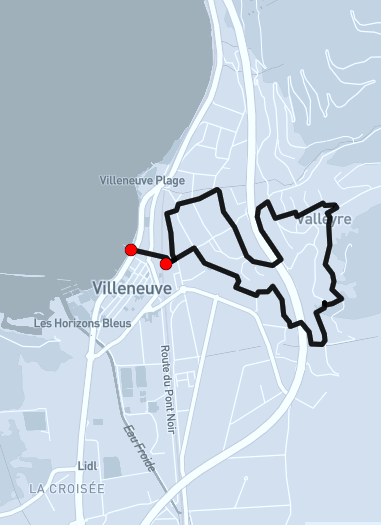 Villeneuve Plage
Valleyre
Villeneuve
Les Horizons Bleus
Route du Pont Noir
Eau Froide
Lidl
LA CROISÉE